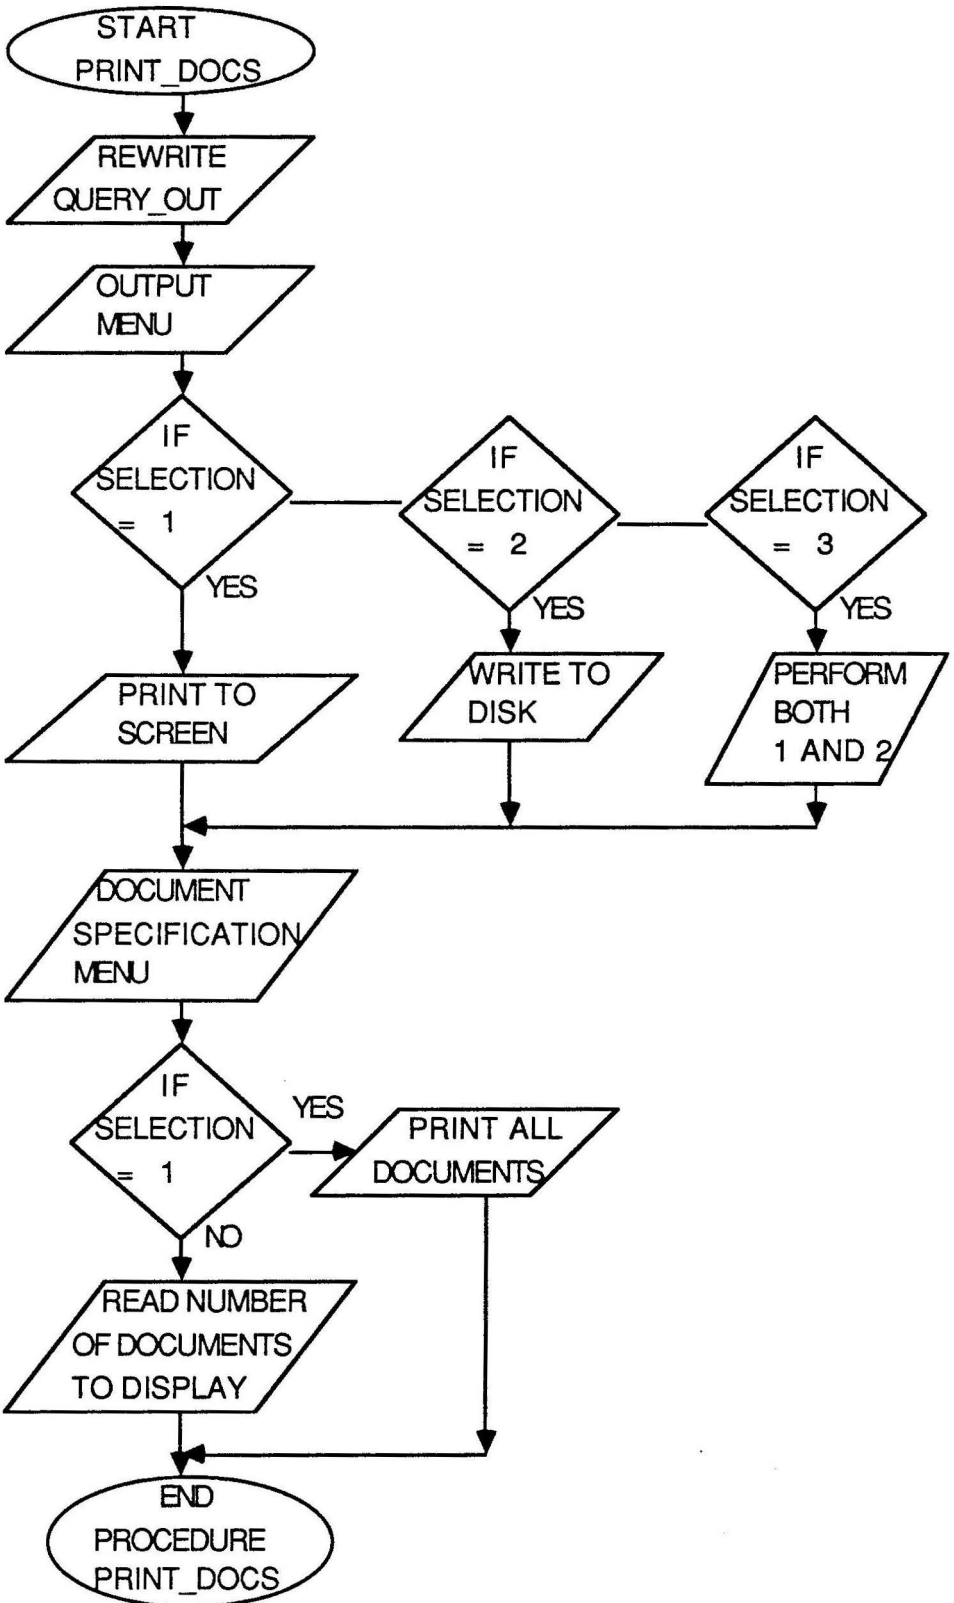 START
PRINT_DOCS
REWRITE
QUERY_OUT
OUTPUT
MENU
IF
SELECTION
= 1
YES
IF
SELECTION
= 2
YES
IF
SELECTION
= 3
YES
PRINT TO
SCREEN
WRITE TO
DISK
PERFORM
BOTH
1 AND 2
DOCUMENT
SPECIFICATION
MENU
IF
SELECTION
= 1
YES
PRINT ALL
DOCUMENTS
NO
READ NUMBER
OF DOCUMENTS
TO DISPLAY
END
PROCEDURE
PRINT_DOCS